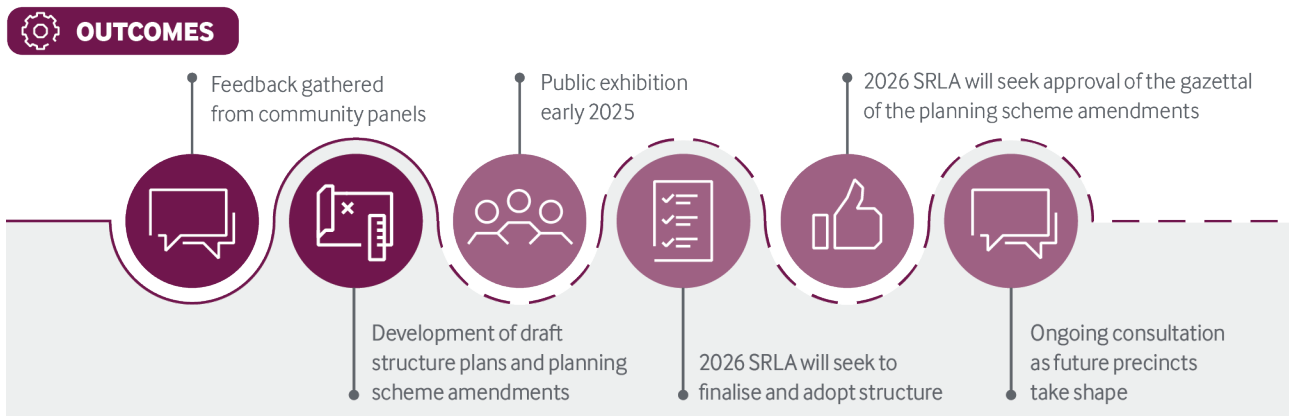 OUTCOMES
Feedback gathered
from community panels
Development of draft
structure plans and planning
scheme amendments
Public exhibition
early 2025
2026 SRLA will seek to
finalise and adopt structure
2026 SRLA will seek approval of the gazettal
of the planning scheme amendments
Ongoing consultation
as future precincts
take shape